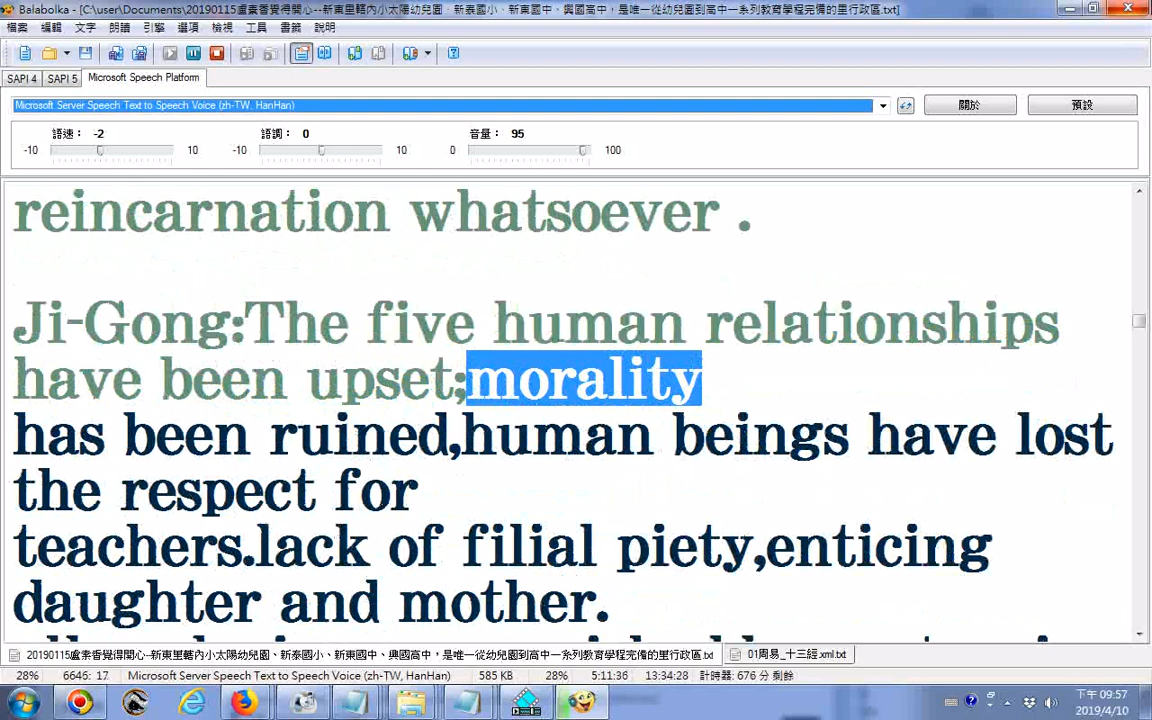 Balabolka - [C:\user\Documents\20190115盧素香覺得開心--新東里轄內小太陽幼兒園、新泰國小、新東國中、興國高中，是唯一從幼兒園到高中一系列教育學程完備的里行政區.txt]
檔案 編輯 文字 朗讀 引擎 選項 檢視 工具 書籤 說明
SAPI 4 SAPI 5 Microsoft Speech Platform
Microsoft Server Speech Text to Speech Voice (zh-TW, HanHan) 關於 預設
語速： -2 語調： 0 音量： 95
-10 10 -10 10 0 100
reincarnation whatsoever .
Ji-Gong:The five human relationships
have been upset;morality
has been ruined,human beings have lost
the respect for
teachers.lack of filial piety,enticing
daughter and mother.
20190115盧素香覺得開心--新東里轄內小太陽幼兒園、新泰國小、新東國中、興國高中，是唯一從幼兒園到高中一系列教育學程完備的里行政區.txt 01周易_十三經.xml.txt
28% 6646: 17 Microsoft Server Speech Text to Speech Voice (zh-TW, HanHan) 585 KB 28% 5:11:36 13:34:28 計時器: 676 分 剩餘
下午 09:57
2019/4/10